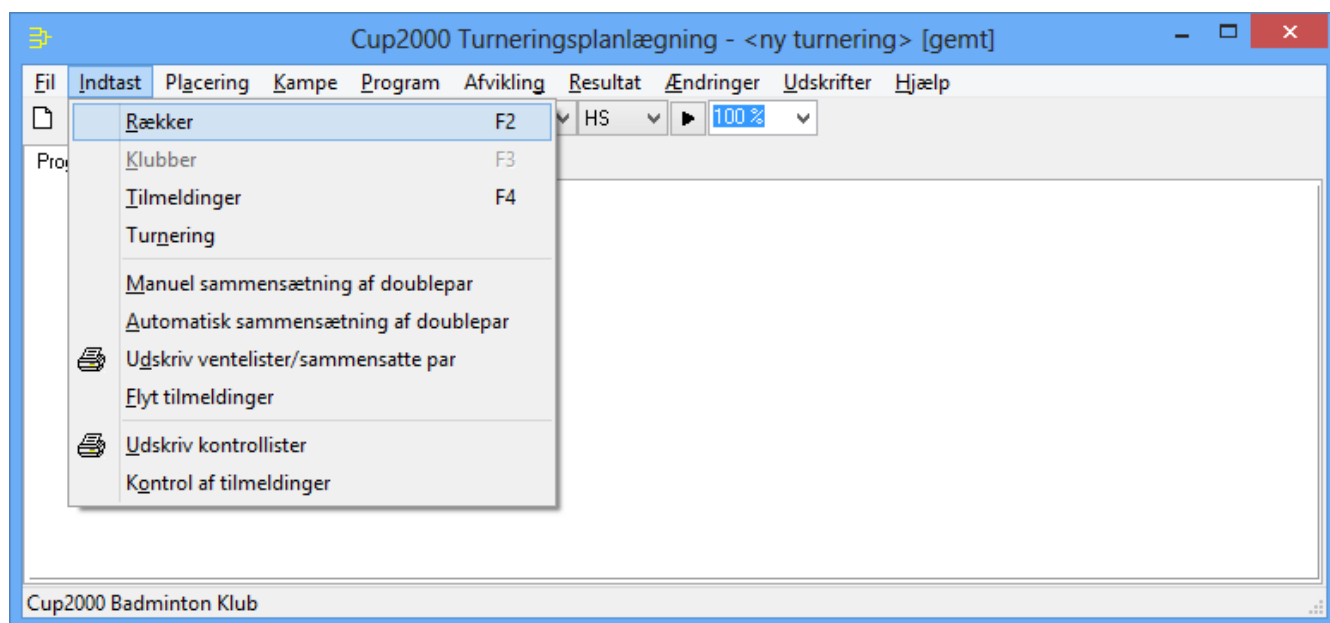 Cup2000 Turneringsplanlægning - <ny turnering> [gemt]
Fil Indtast Placering Kampe Program Afvikling Resultat Ændringer Udskrifter Hjælp
HS 100 %
Rækker F2
Klubber F3
Tilmeldinger F4
Turnering
Manuel sammensætning af doublepar
Automatisk sammensætning af doublepar
Udskriv ventelister/sammensatte par
Flyt tilmeldinger
Udskriv kontrollister
Kontrol af tilmeldinger
Cup2000 Badminton Klub